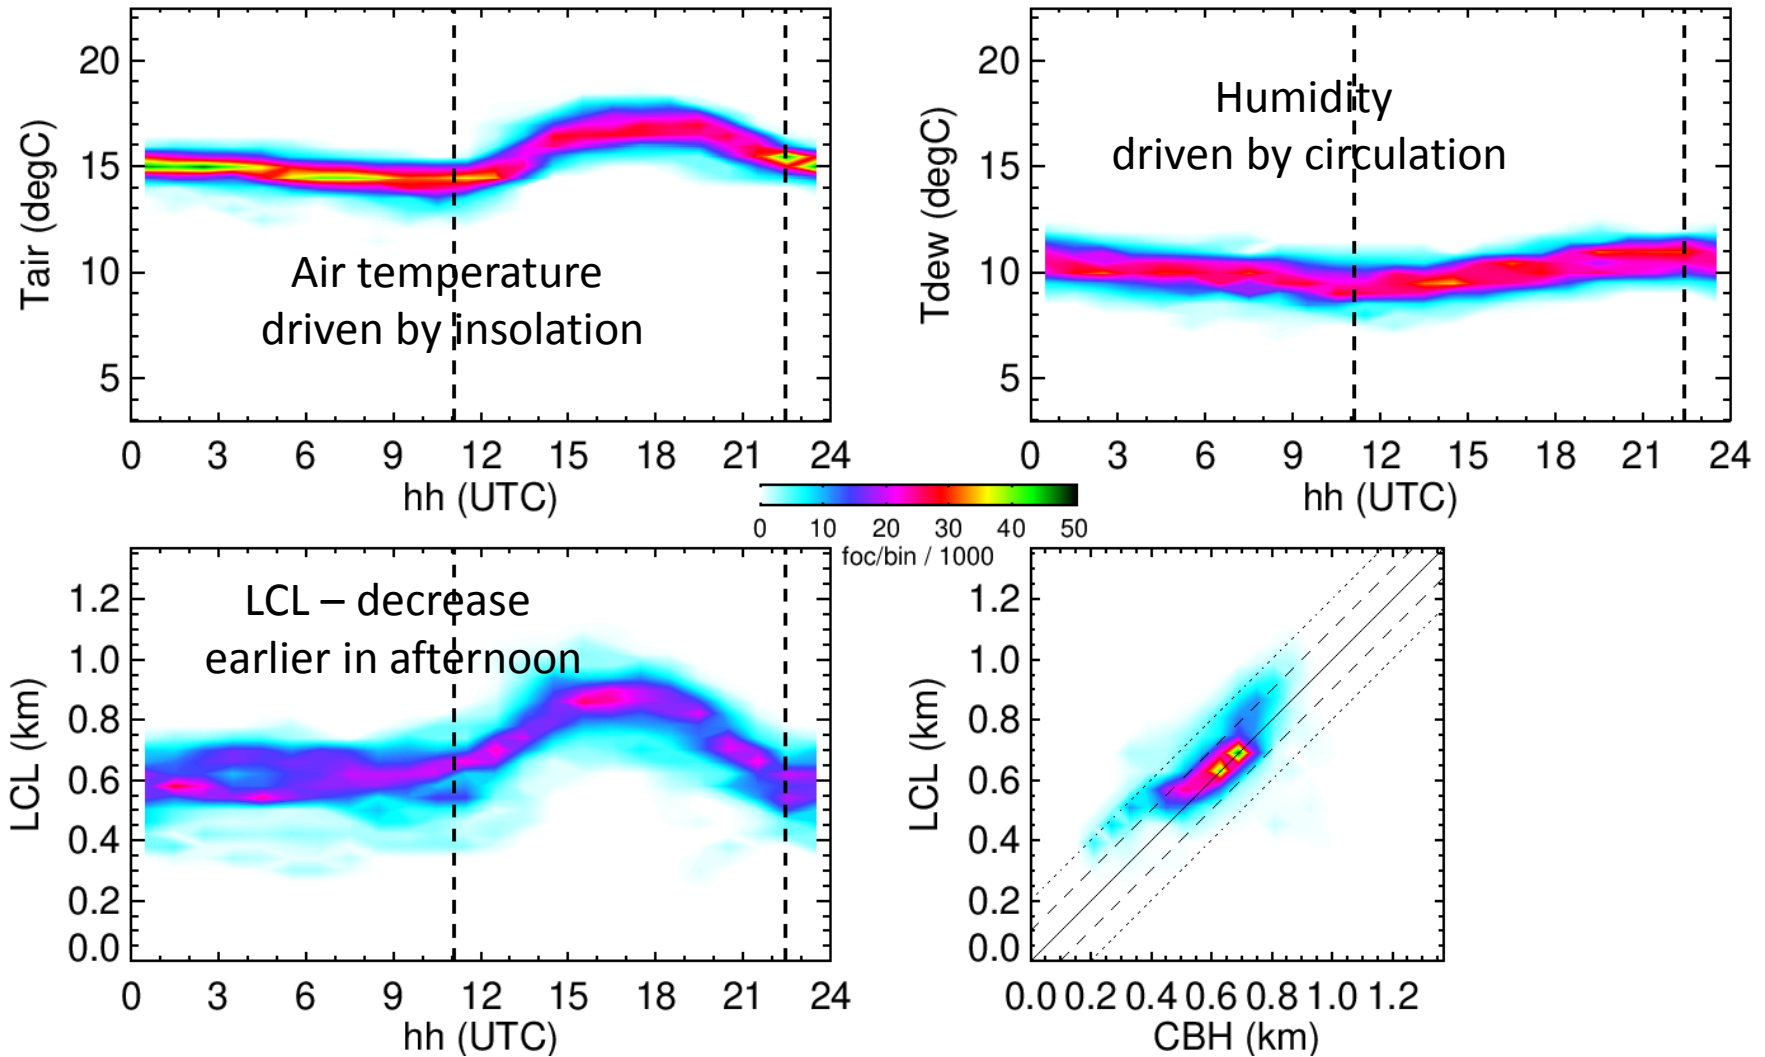 20
15
10
5
Tair (degC)
Air temperature
driven by insolation
0 3 6 9 12 15 18 21 24
hh (UTC)
20
15
10
5
Tdew (degC)
Humidity
driven by circulation
0 3 6 9 12 15 18 21 24
hh (UTC)
0 10 20 30 40 50
foc/bin / 1000
1.2
1.0
0.8
0.6
0.4
0.2
0.0
LCL (km)
LCL – decrease
earlier in afternoon
0 3 6 9 12 15 18 21 24
hh (UTC)
1.2
1.0
0.8
0.6
0.4
0.2
0.0
LCL (km)
0.0 0.2 0.4 0.6 0.8 1.0 1.2
CBH (km)